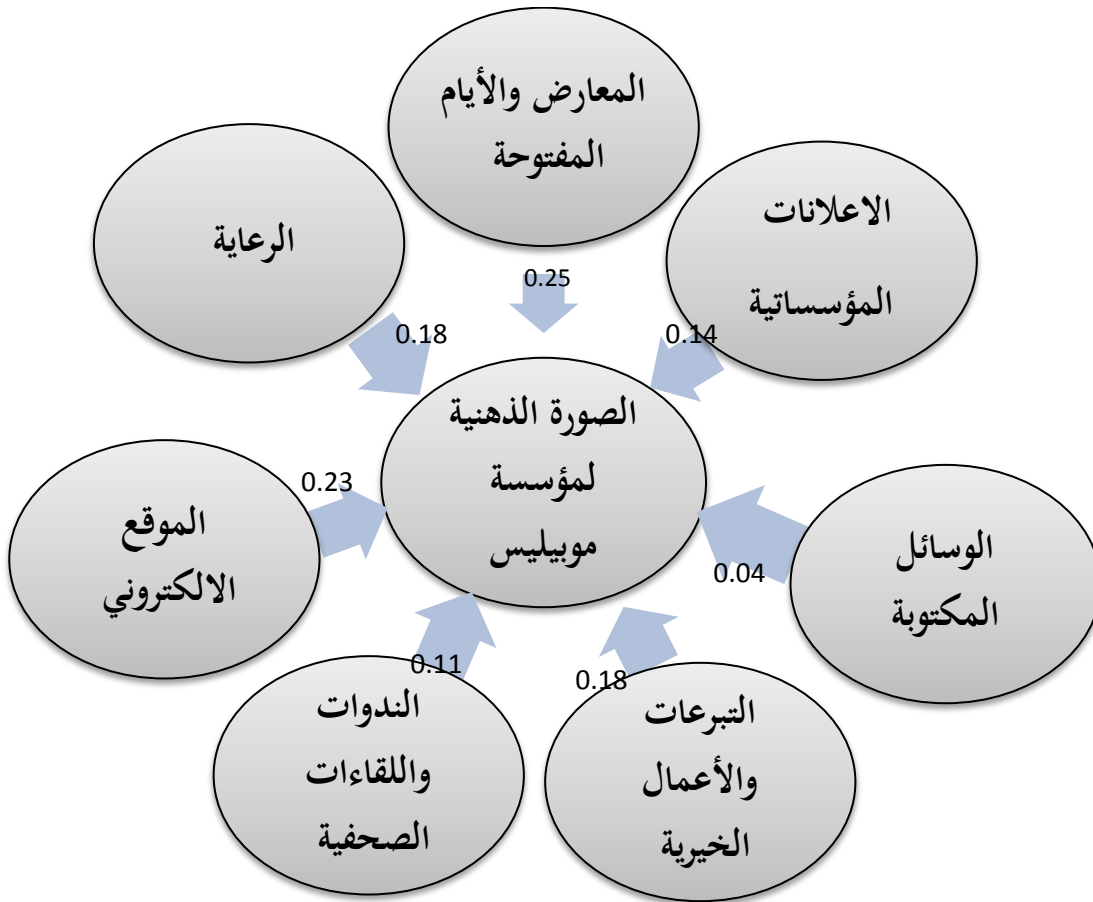 المعارض والأيام
المفتوحة
الاعلانات
المؤسساتية
الرعاية
0.25
0.18
0.14
الصورة الذهنية
لمؤسسة
موبيليس
0.23
الموقع
الالكتروني
الوسائل
المكتوبة
0.04
0.11
0.18
الندوات
واللقاءات
الصحفية
التبرعات
والأعمال
الخيرية